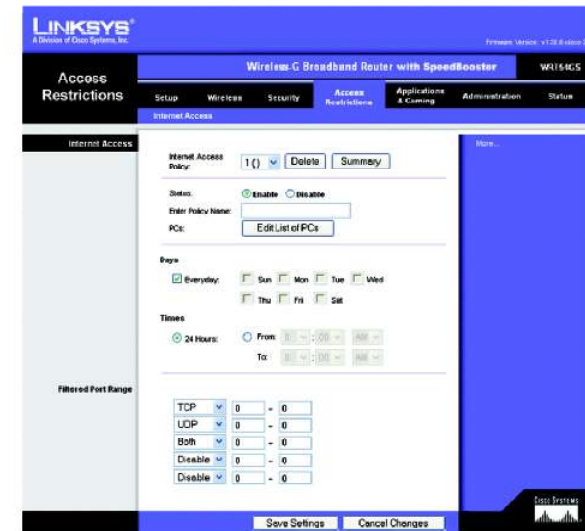 LINKSYS®
A Division of Cisco Systems, Inc.
Wireless-G Broadband Router with SpeedBooster
WRT54GS
Access
Restrictions
Setup
Wireless
Security
Access
Restrictions
Applications
& Gaming
Administration
Status
Internet Access
Internet Access
More...
Internet Access
Policy:
1 ()
Delete
Summary
Status:
Enable
Disable
Enter Policy Name:
PCs:
Edit List of PCs
Days
Everyday
Sun
Mon
Tue
Wed
Thu
Fri
Sat
Times
24 Hours:
From:
AM
To:
AM
Filtered Port Range
TCP 0 - 0
UDP 0 - 0
Both 0 - 0
Disable 0 - 0
Disable 0 - 0
Save Settings
Cancel Changes
Cisco Systems